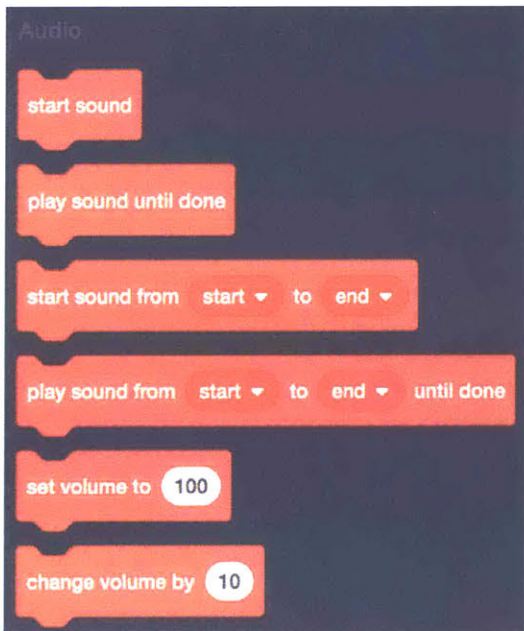 Audio
start sound
play sound until done
start sound from start to end
play sound from start to end until done
set volume to 100
change volume by 10